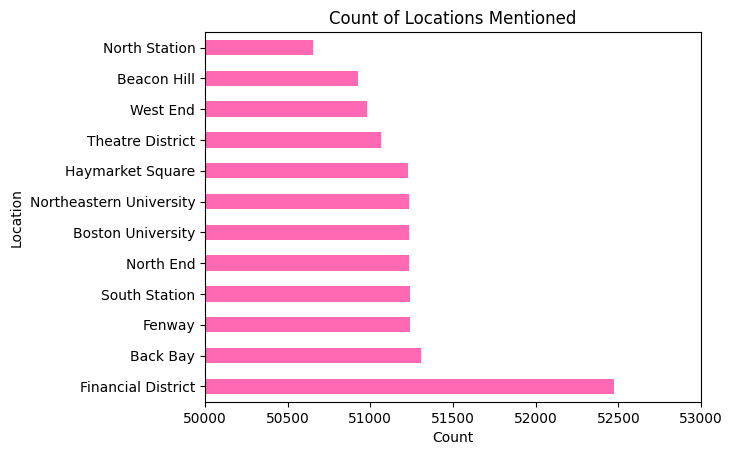 Count of Locations Mentioned
Location
North Station
Beacon Hill
West End
Theatre District
Haymarket Square
Northeastern University
Boston University
North End
South Station
Fenway
Back Bay
Financial District
50000 50500 51000 51500 52000 52500 53000
Count